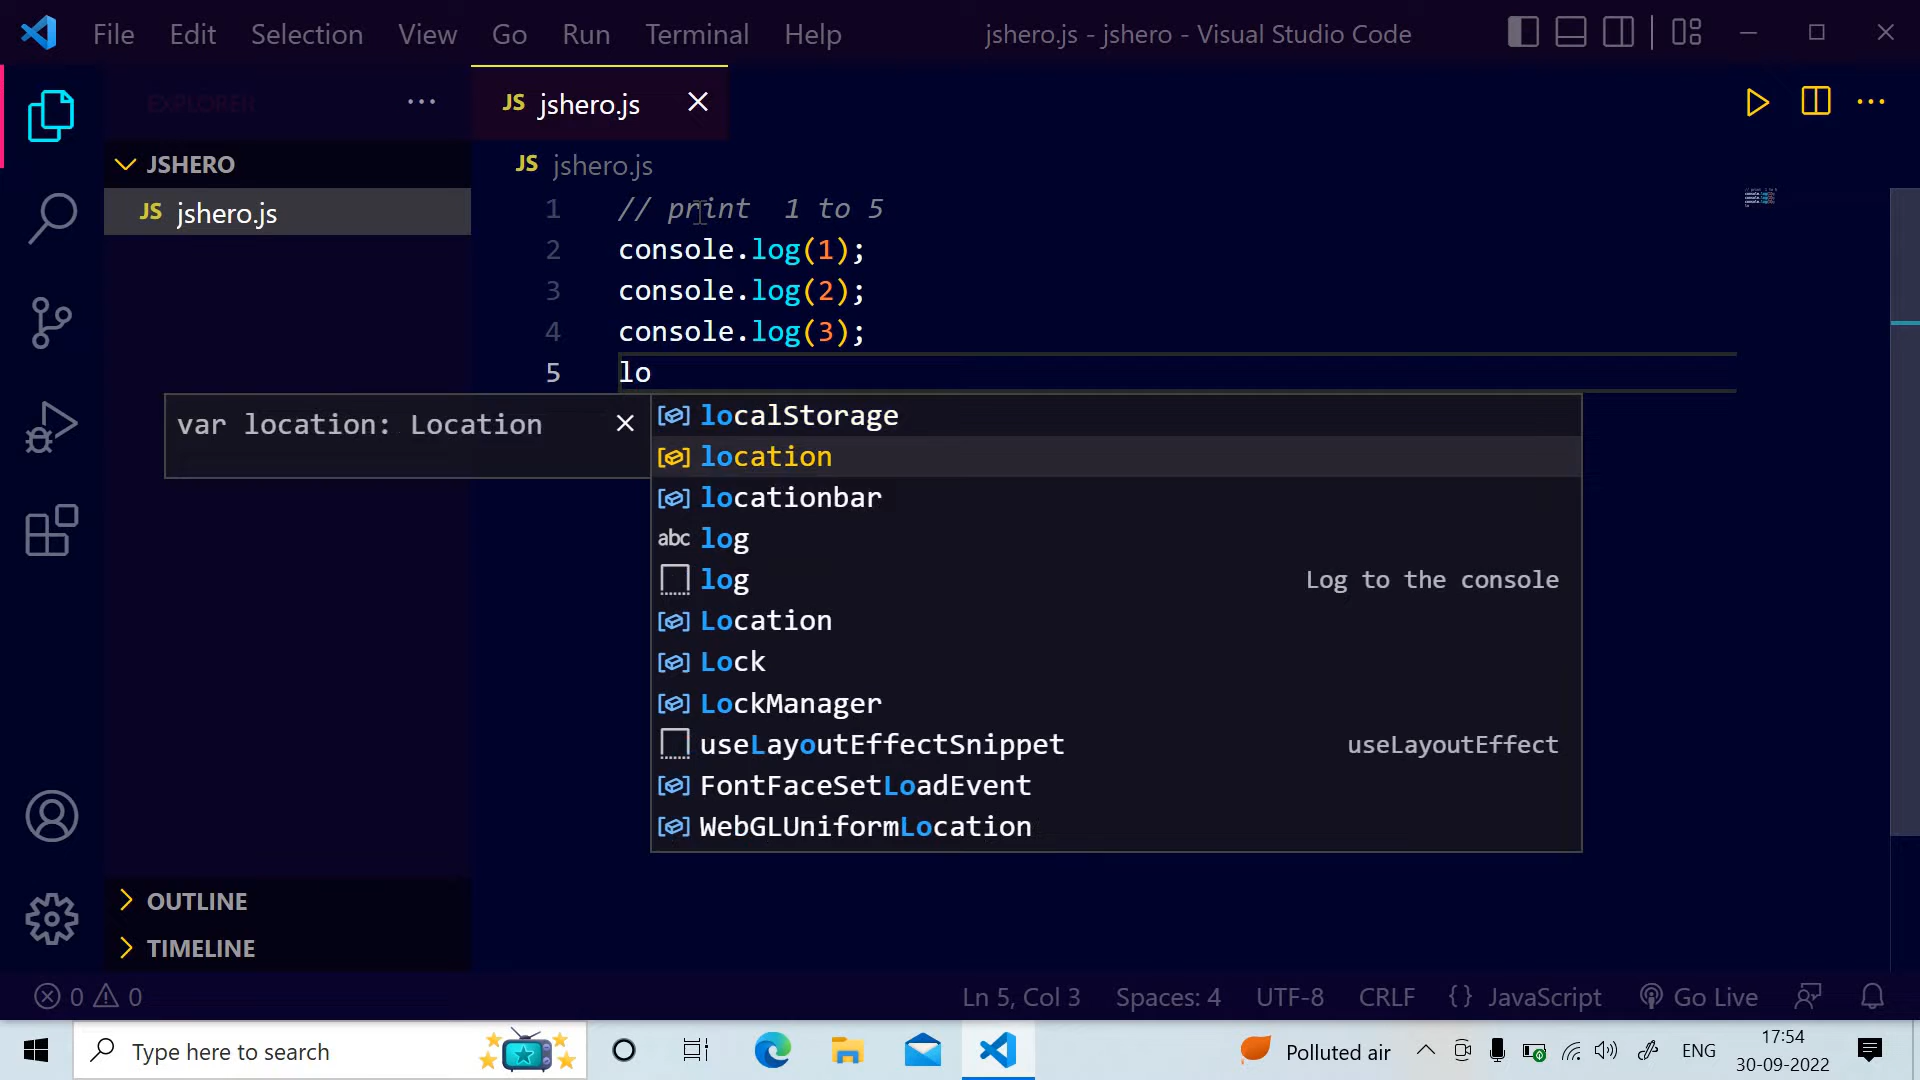 File Edit Selection View Go Run Terminal Help jshero.js - jshero - Visual Studio Code
EXPLORER ...
JS jshero.js
JSHERO
JS jshero.js
JS jshero.js
1 // print  1 to 5
2 console.log(1);
3 console.log(2);
4 console.log(3);
5 lo
var location: Location
localStorage
location
locationbar
abc log
log Log to the console
Location
Lock
LockManager
useLayoutEffectSnippet useLayoutEffect
FontFaceSetLoadEvent
WebGLUniformLocation
OUTLINE
TIMELINE
0 0 Ln 5, Col 3 Spaces: 4 UTF-8 CRLF {} JavaScript Go Live
Type here to search Polluted air ENG 17:54
30-09-2022